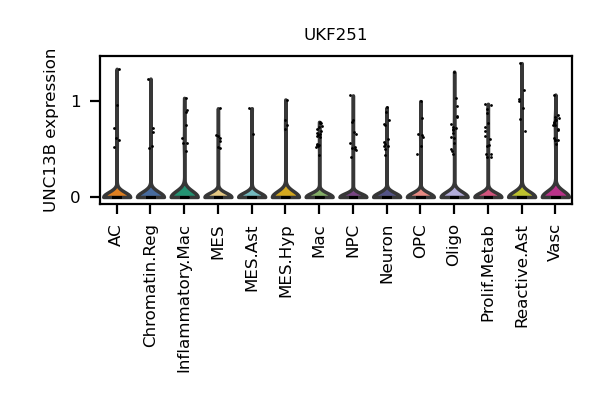 UKF251
UNC13B expression
1
0
AC
Chromatin.Reg
Inflammatory.Mac
MES
MES.Ast
MES.Hyp
Mac
NPC
Neuron
OPC
Oligo
Prolif.Metab
Reactive.Ast
Vasc